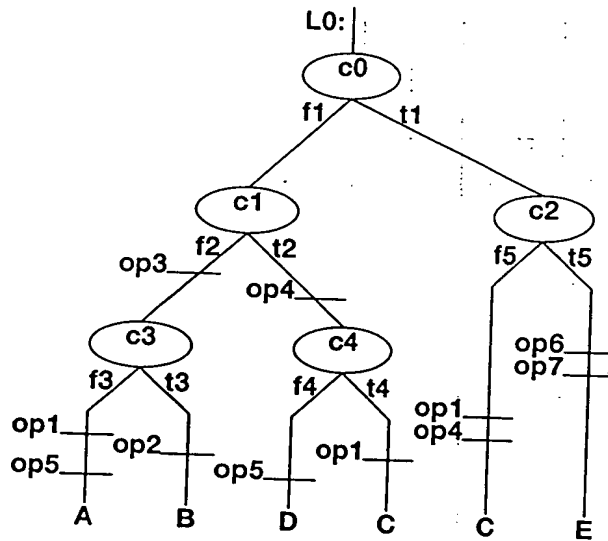 L0:
c0
f1 t1
c1 c2
f2 t2 f5 t5
op3 op4
c3 c4 op6
f3 t3 f4 t4 op7
op1 op2 op1
op5 op5 op1 op4
A B D C C E